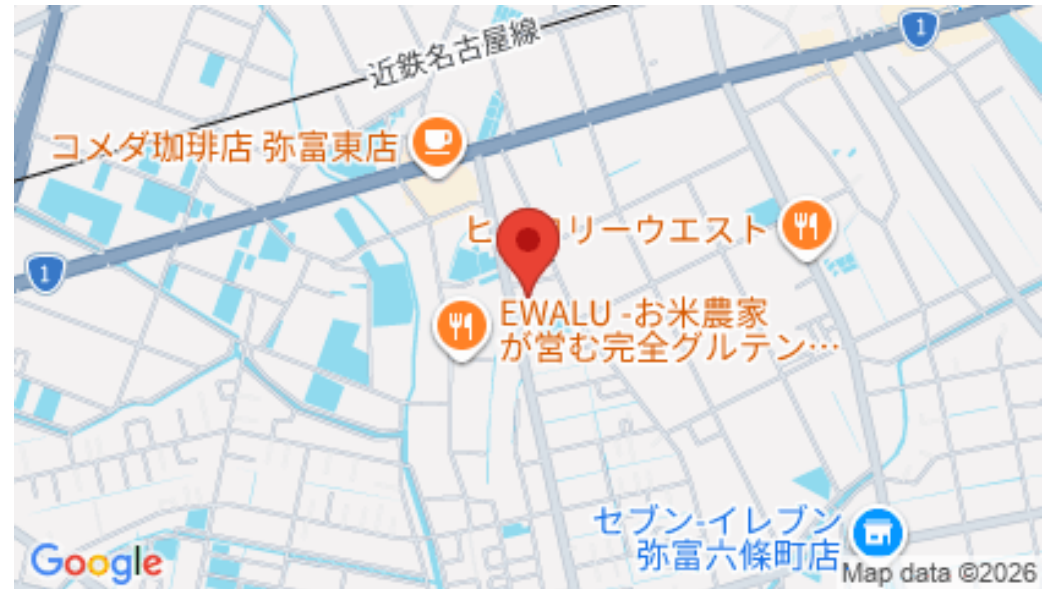 1
近鉄名古屋線
コメダ珈琲店 弥富東店
リーウエスト
1
EWALU -お米農家
が営む完全グルテン…
セブン-イレブン
弥富六條町店
Google
Map data ©2026